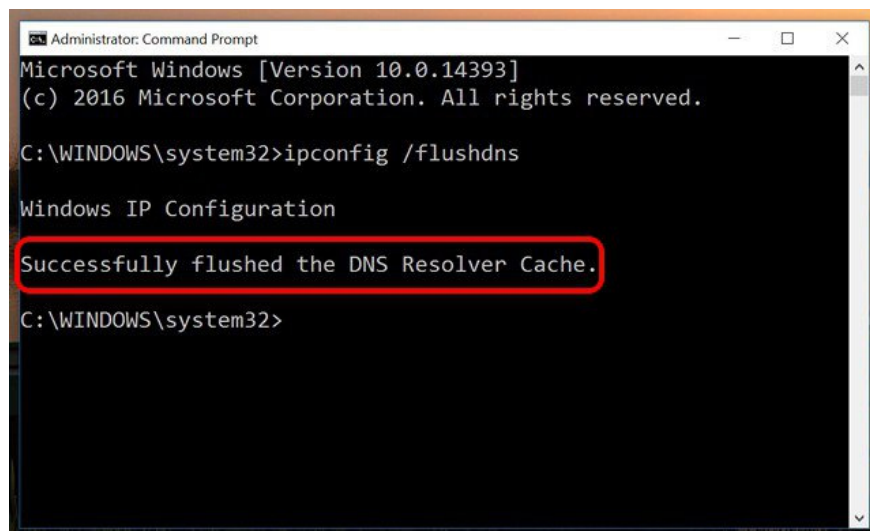 Administrator: Command Prompt
Microsoft Windows [Version 10.0.14393]
(c) 2016 Microsoft Corporation. All rights reserved.
C:\WINDOWS\system32>ipconfig /flushdns
Windows IP Configuration
Successfully flushed the DNS Resolver Cache.
C:\WINDOWS\system32>